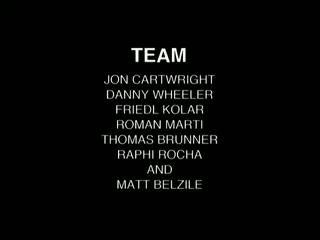 TEAM
JON CARTWRIGHT
DANNY WHEELER
FRIEDL KOLAR
ROMAN MARTI
THOMAS BRUNNER
RAPHI ROCHA
AND
MATT BELZILE